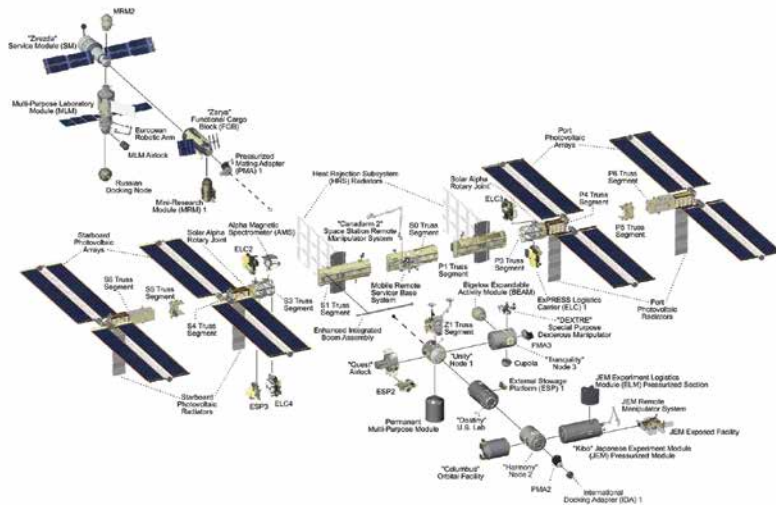 MRM2
"Zvezda"
Service Module (SM)
Multi-Purpose Laboratory
Module (MLM)
European
Robotic Arm
MLM Airlock
Russian
Docking Node
"Zarya"
Functional Cargo
Block (FGB)
Pressurized
Mating Adapter
(PMA) 1
Mini-Research
Module (MRM) 1
Heat Rejection Subsystem
(HRS) Radiators
"Canadarm 2"
Space Station Remote
Manipulator System
S0 Truss
Segment
Port
Photovoltaic
Arrays
Solar Alpha
Rotary Joint
ELC3
P6 Truss
Segment
P4 Truss
Segment
P5 Truss
Segment
P3 Truss
Segment
P1 Truss
Segment
ExPRESS Logistics
Carrier (ELC) 1
Port
Photovoltaic
Radiators
Starboard
Photovoltaic
Arrays
Solar Alpha
Rotary Joint
Alpha Magnetic
Spectrometer (AMS)
ELC2
S6 Truss
Segment
S5 Truss
Segment
S4 Truss
Segment
S3 Truss
Segment
S1 Truss
Segment
Mobile Remote
Servicer Base
System
Enhanced Integrated
Boom Assembly
Starboard
Photovoltaic
Radiators
ESP3
ELC4
Bigelow Expandable
Activity Module (BEAM)
Z1 Truss
Segment
"DEXTRE"
Special Purpose
Dexterous Manipulator
PMA3
"Tranquility"
Node 3
Cupola
"Unity"
Node 1
"Quest"
Airlock
ESP2
Permanent
Multi-Purpose Module
External Stowage
Platform (ESP) 1
"Destiny"
U.S. Lab
JEM Experiment Logistics
Module (ELM) Pressurized Section
JEM Remote
Manipulator System
JEM Exposed Facility
"Kibo" Japanese Experiment Module
(JEM) Pressurized Module
"Columbus"
Orbital Facility
"Harmony"
Node 2
PMA2
International
Docking Adapter (IDA) 1